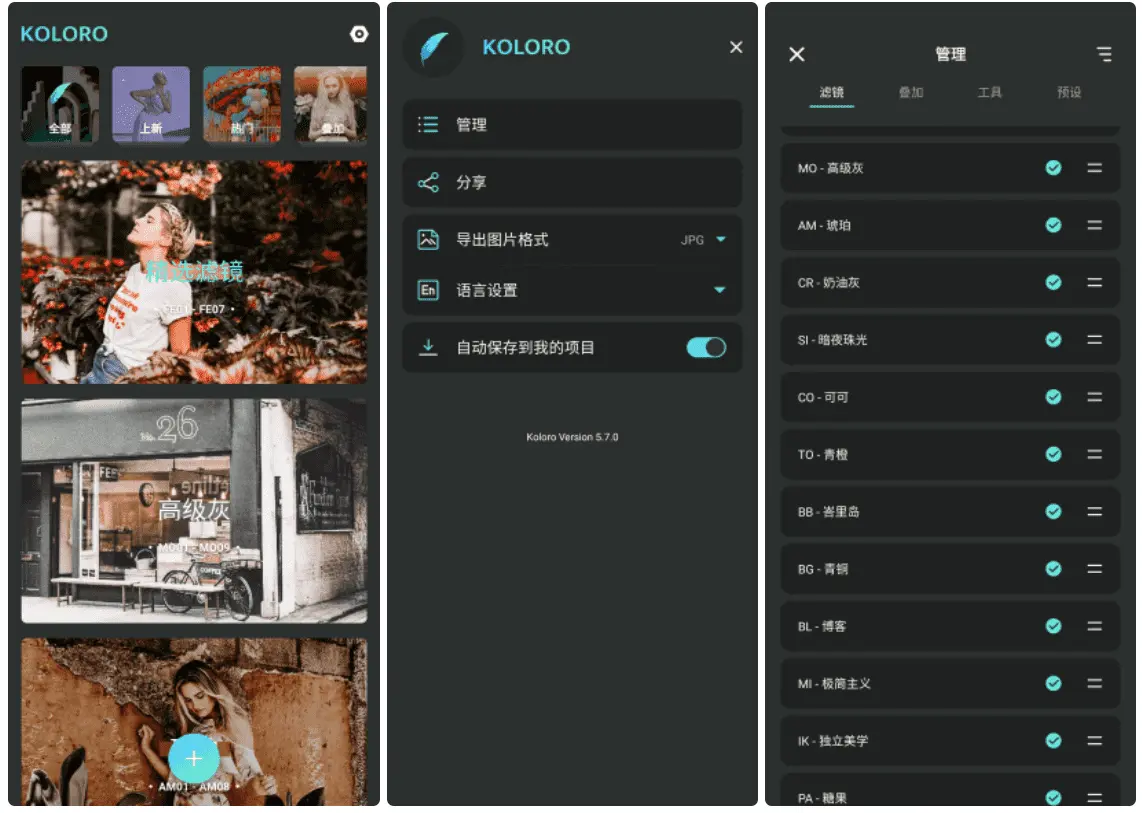 KOLORO
全部
上新
热门
叠加
精选滤镜
• FE01 - FE07 •
No. 26
高级灰
• MO01 - MO09 •
COFFEE
• AM01 - AM08 •
KOLORO
管理
分享
导出图片格式
JPG
En
语言设置
自动保存到我的项目
Koloro Version 5.7.0
管理
滤镜
叠加
工具
预设
MO - 高级灰
AM - 琥珀
CR - 奶油灰
SI - 暗夜珠光
CO - 可可
TO - 青橙
BB - 峇里岛
BG - 青铜
BL - 博客
MI - 极简主义
IK - 独立美学
PA - 糖果